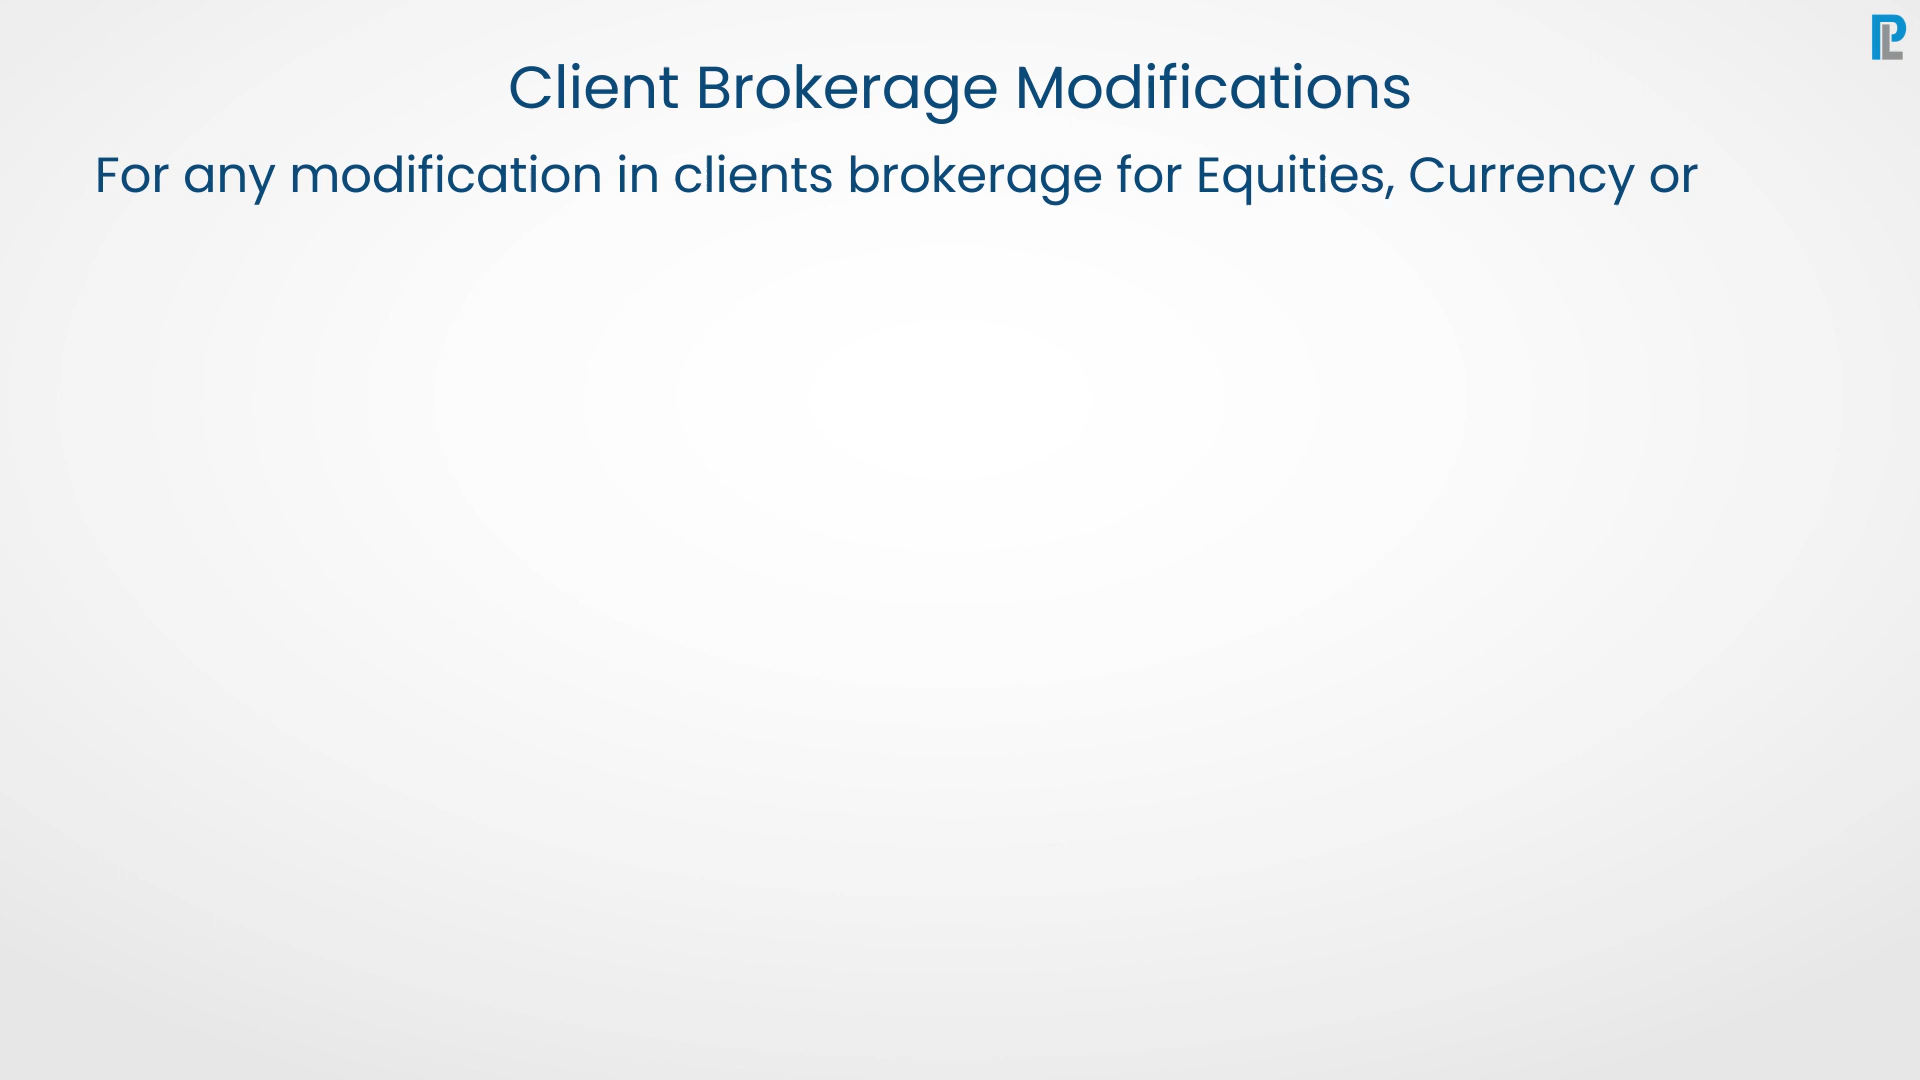 Client Brokerage Modifications
For any modification in clients brokerage for Equities, Currency or